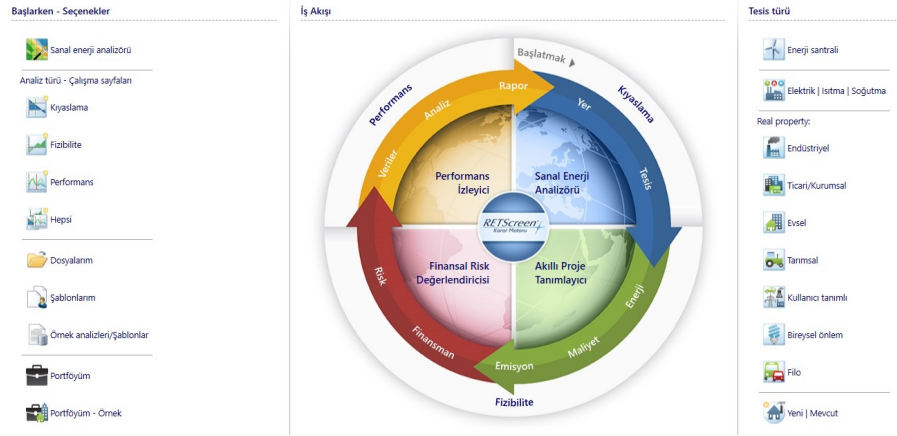 Başlarken - Seçenekler
Sanal enerji analizörü
Analiz türü - Çalışma sayfaları
Kıyaslama
Fizibilite
Performans
Hepsi
Dosyalarım
Şablonlarım
Örnek analizleri/Şablonlar
Portföyüm
Portföyüm - Örnek
İş Akışı
Başlatmak
Performans
Kıyaslama
Rapor
Analiz
Veriler
Yer
Tesis
Performans
İzleyici
Sanal Enerji
Analizörü
RETScreen
Karar Motoru
Finansal Risk
Değerlendiricisi
Akıllı Proje
Tanımlayıcı
Risk
Finansman
Emisyon
Maliyet
Enerji
Fizibilite
Tesis türü
Enerji santrali
Elektrik | Isıtma | Soğutma
Real property:
Endüstriyel
Ticari/Kurumsal
Evsel
Tarımsal
Kullanıcı tanımlı
Bireysel önlem
Filo
Yeni | Mevcut